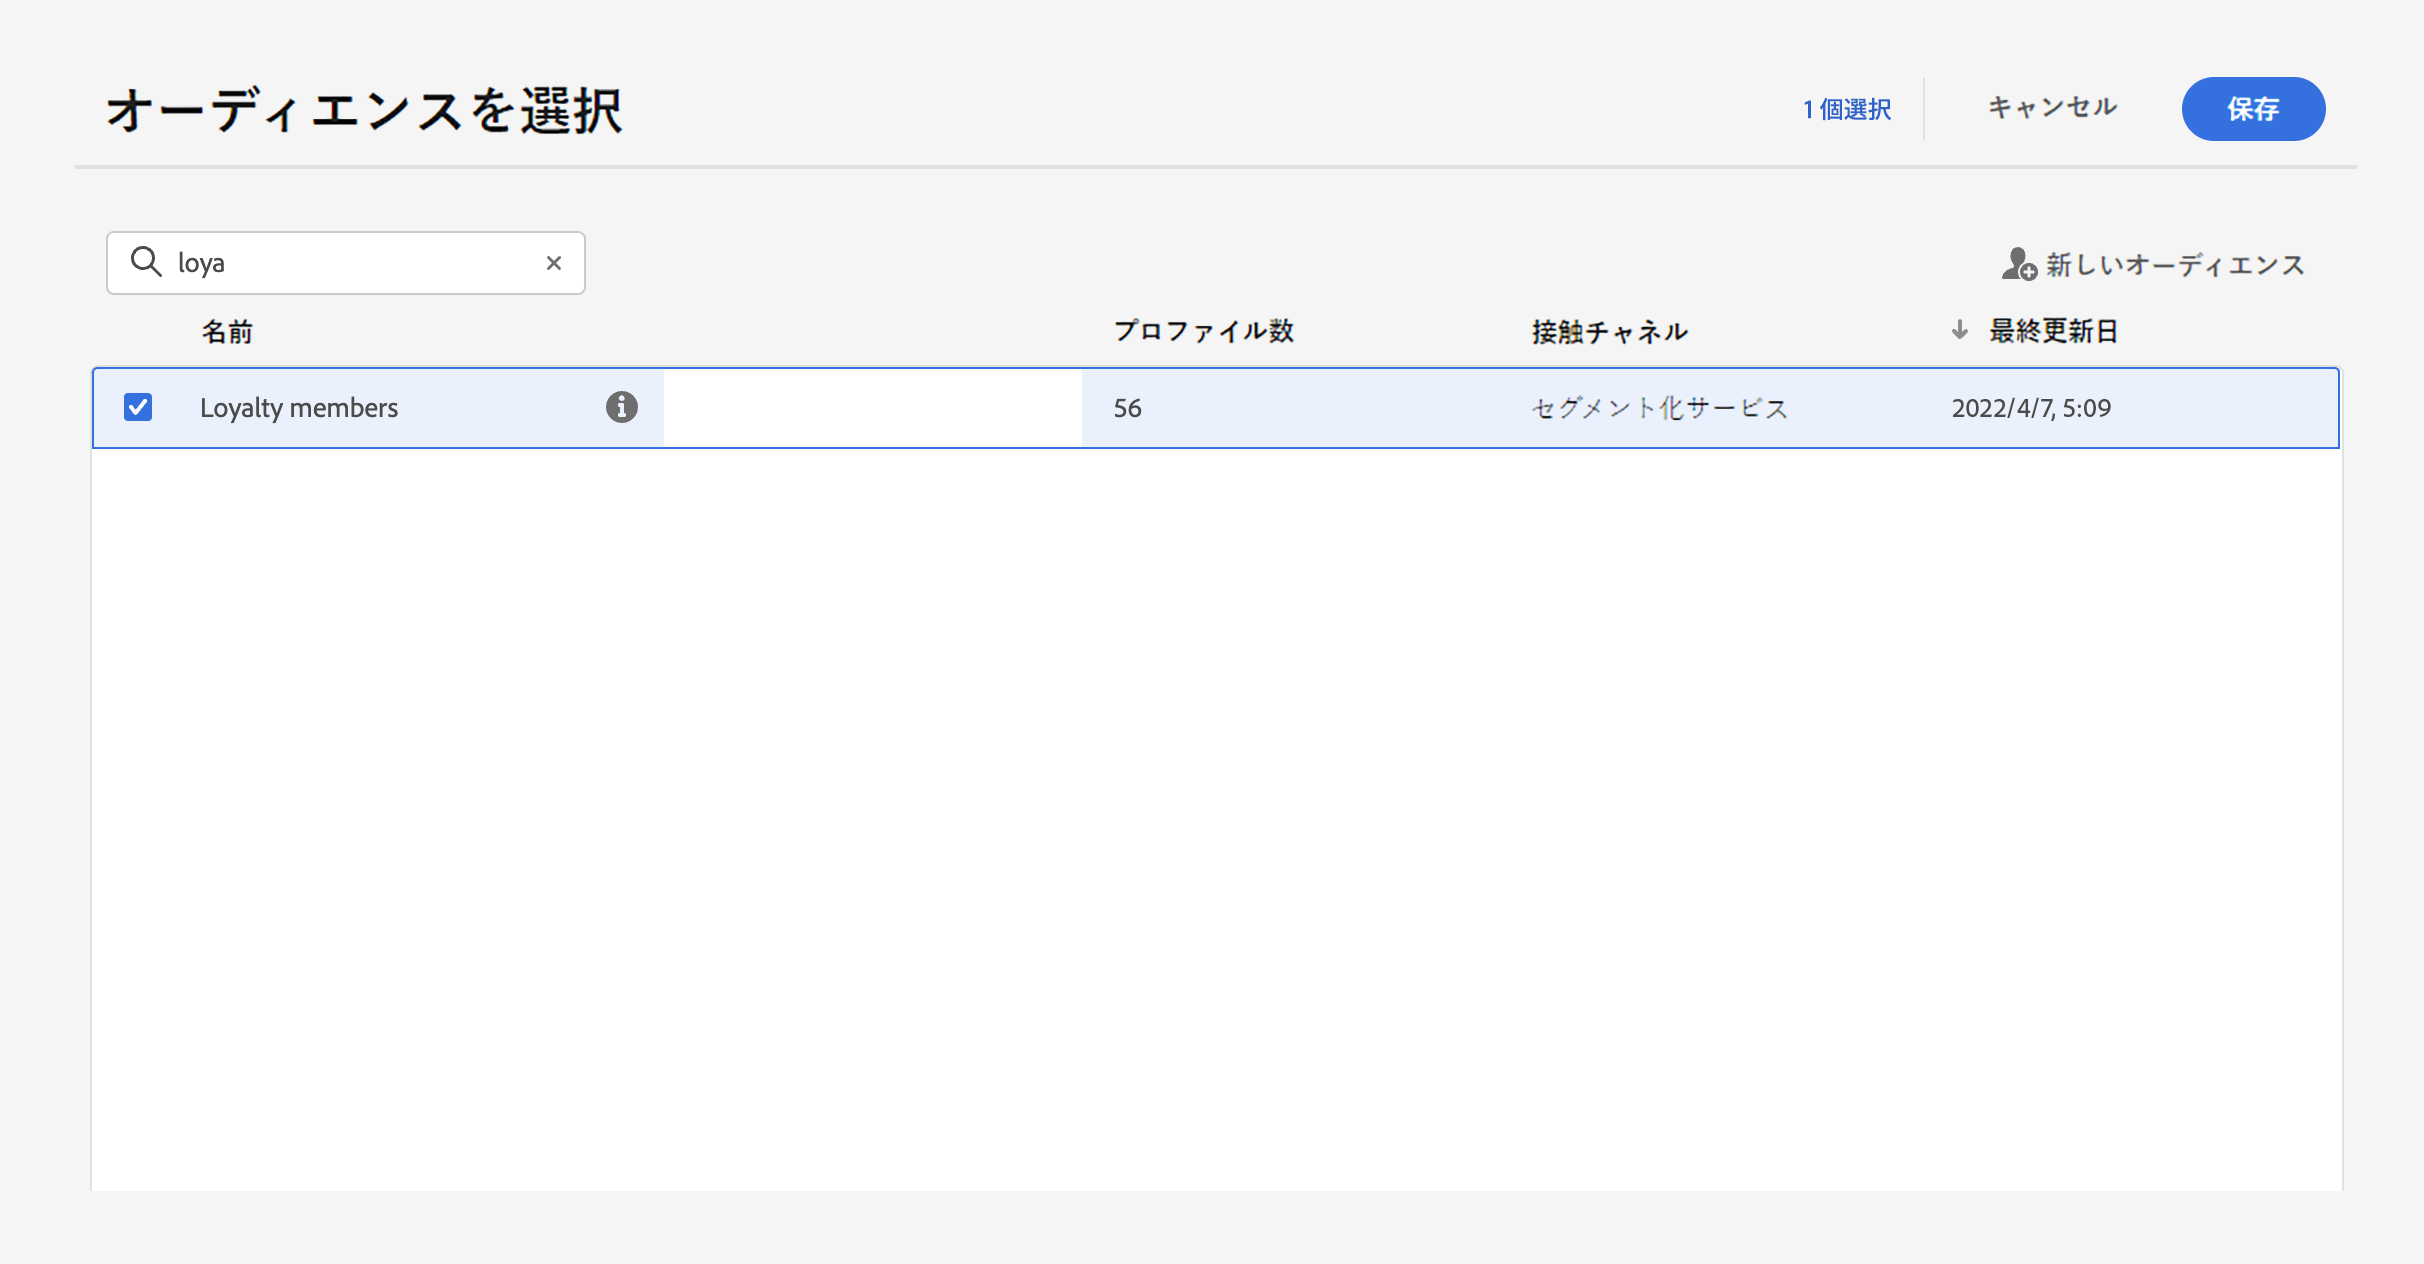 オーディエンスを選択
1 個選択
キャンセル
保存
loya
新しいオーディエンス
名前
プロファイル数
接触チャネル
最終更新日
Loyalty members
56
セグメント化サービス
2022/4/7, 5:09